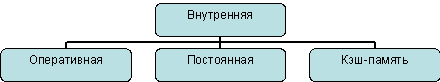 Внутренняя
Оперативная
Постоянная
Кэш-память